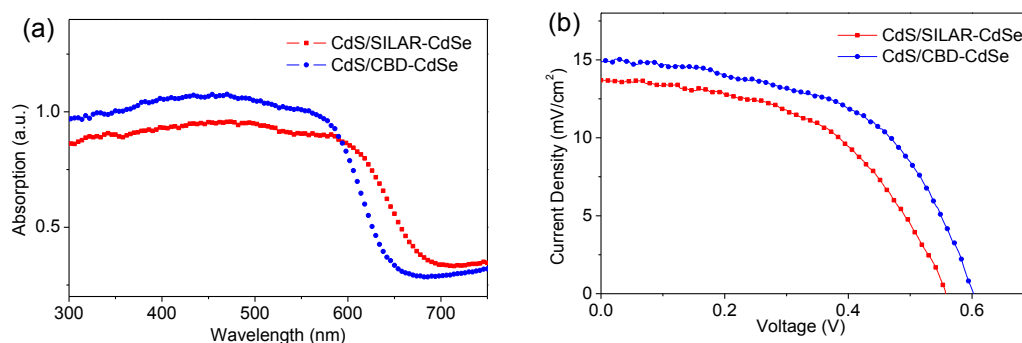 (a)
CdS/SILAR-CdSe
CdS/CBD-CdSe
1.0
0.5
Absorption (a.u.)
300 400 500 600 700
Wavelength (nm)
(b)
CdS/SILAR-CdSe
CdS/CBD-CdSe
20
15
10
5
0
Current Density (mV/cm²)
0.0 0.2 0.4 0.6
Voltage (V)